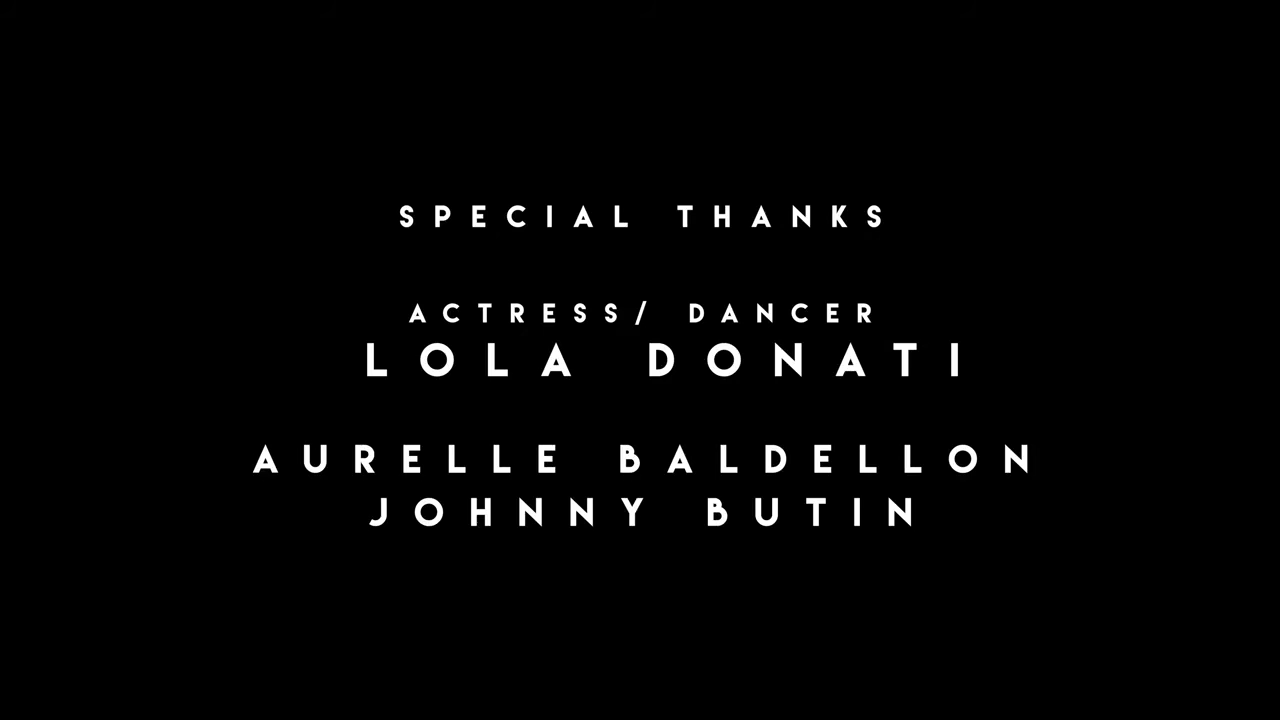 SPECIAL THANKS
ACTRESS/ DANCER
LOLA DONATI
AURELLE BALDELLON
JOHNNY BUTIN